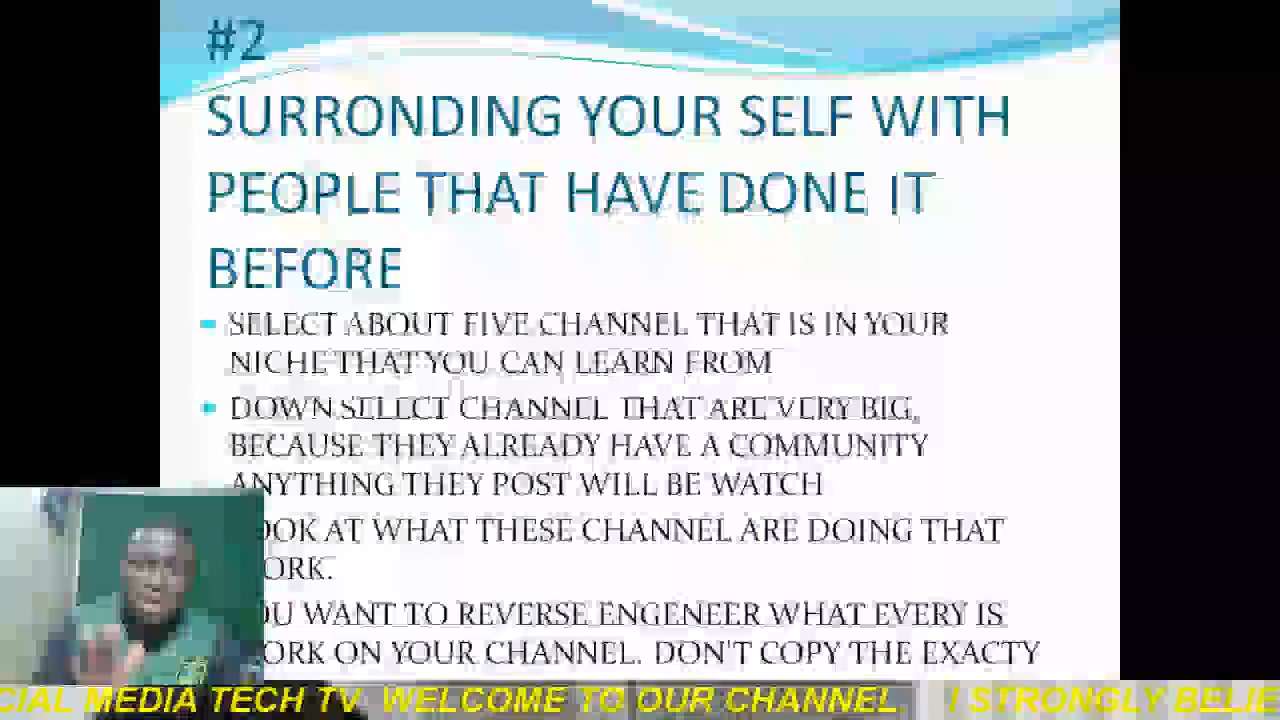 #2
SURRONDING YOUR SELF WITH
PEOPLE THAT HAVE DONE IT
BEFORE
SELECT ABOUT FIVE CHANNEL THAT IS IN YOUR
NICHE THAT YOU CAN LEARN FROM
DOWN SELECT CHANNEL THAT ARE VERY BIG,
BECAUSE THEY ALREADY HAVE A COMMUNITY
ANYTHING THEY POST WILL BE WATCH
OOK AT WHAT THESE CHANNEL ARE DOING THAT
ORK.
OU WANT TO REVERSE ENGENEER WHAT EVERY IS
ORK ON YOUR CHANNEL. DON'T COPY THE EXACTY
CIAL MEDIA TECH TV WELCOME TO OUR CHANNEL, I STRONGLY BELIE